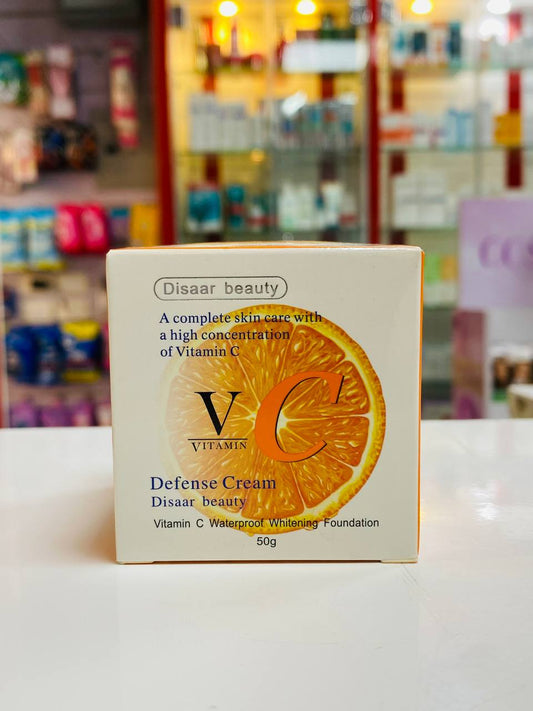 Disaar beauty
A complete skin care with
a high concentration
of Vitamin C
V C
VITAMIN
Defense Cream
Disaar beauty
Vitamin C Waterproof Whitening Foundation
50g